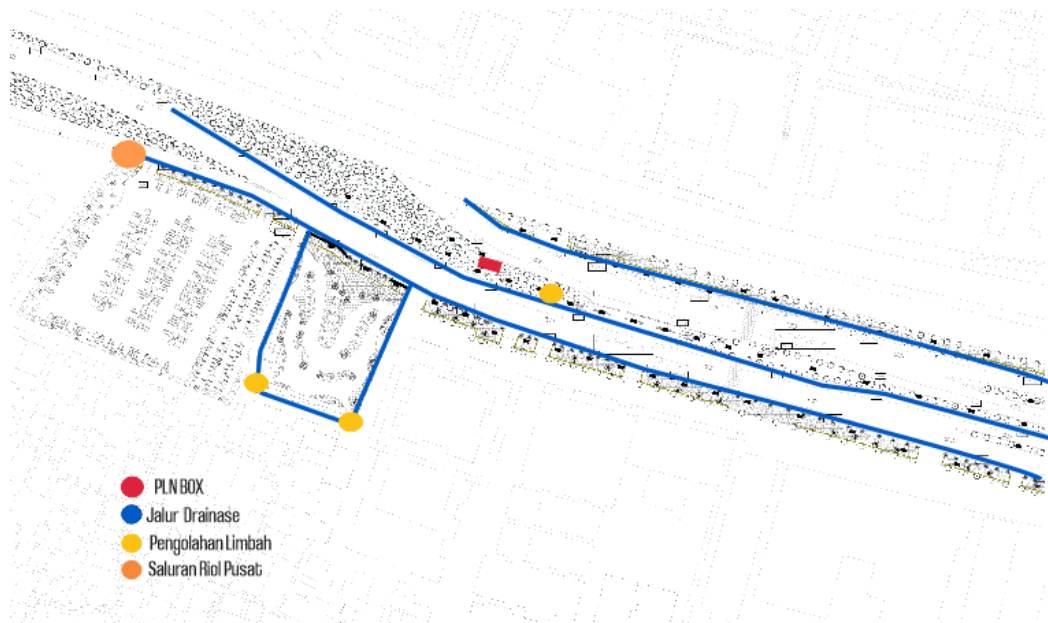 PLN BOX
Jalur Drainase
Pengolahan Limbah
Saluran Riol Pusat